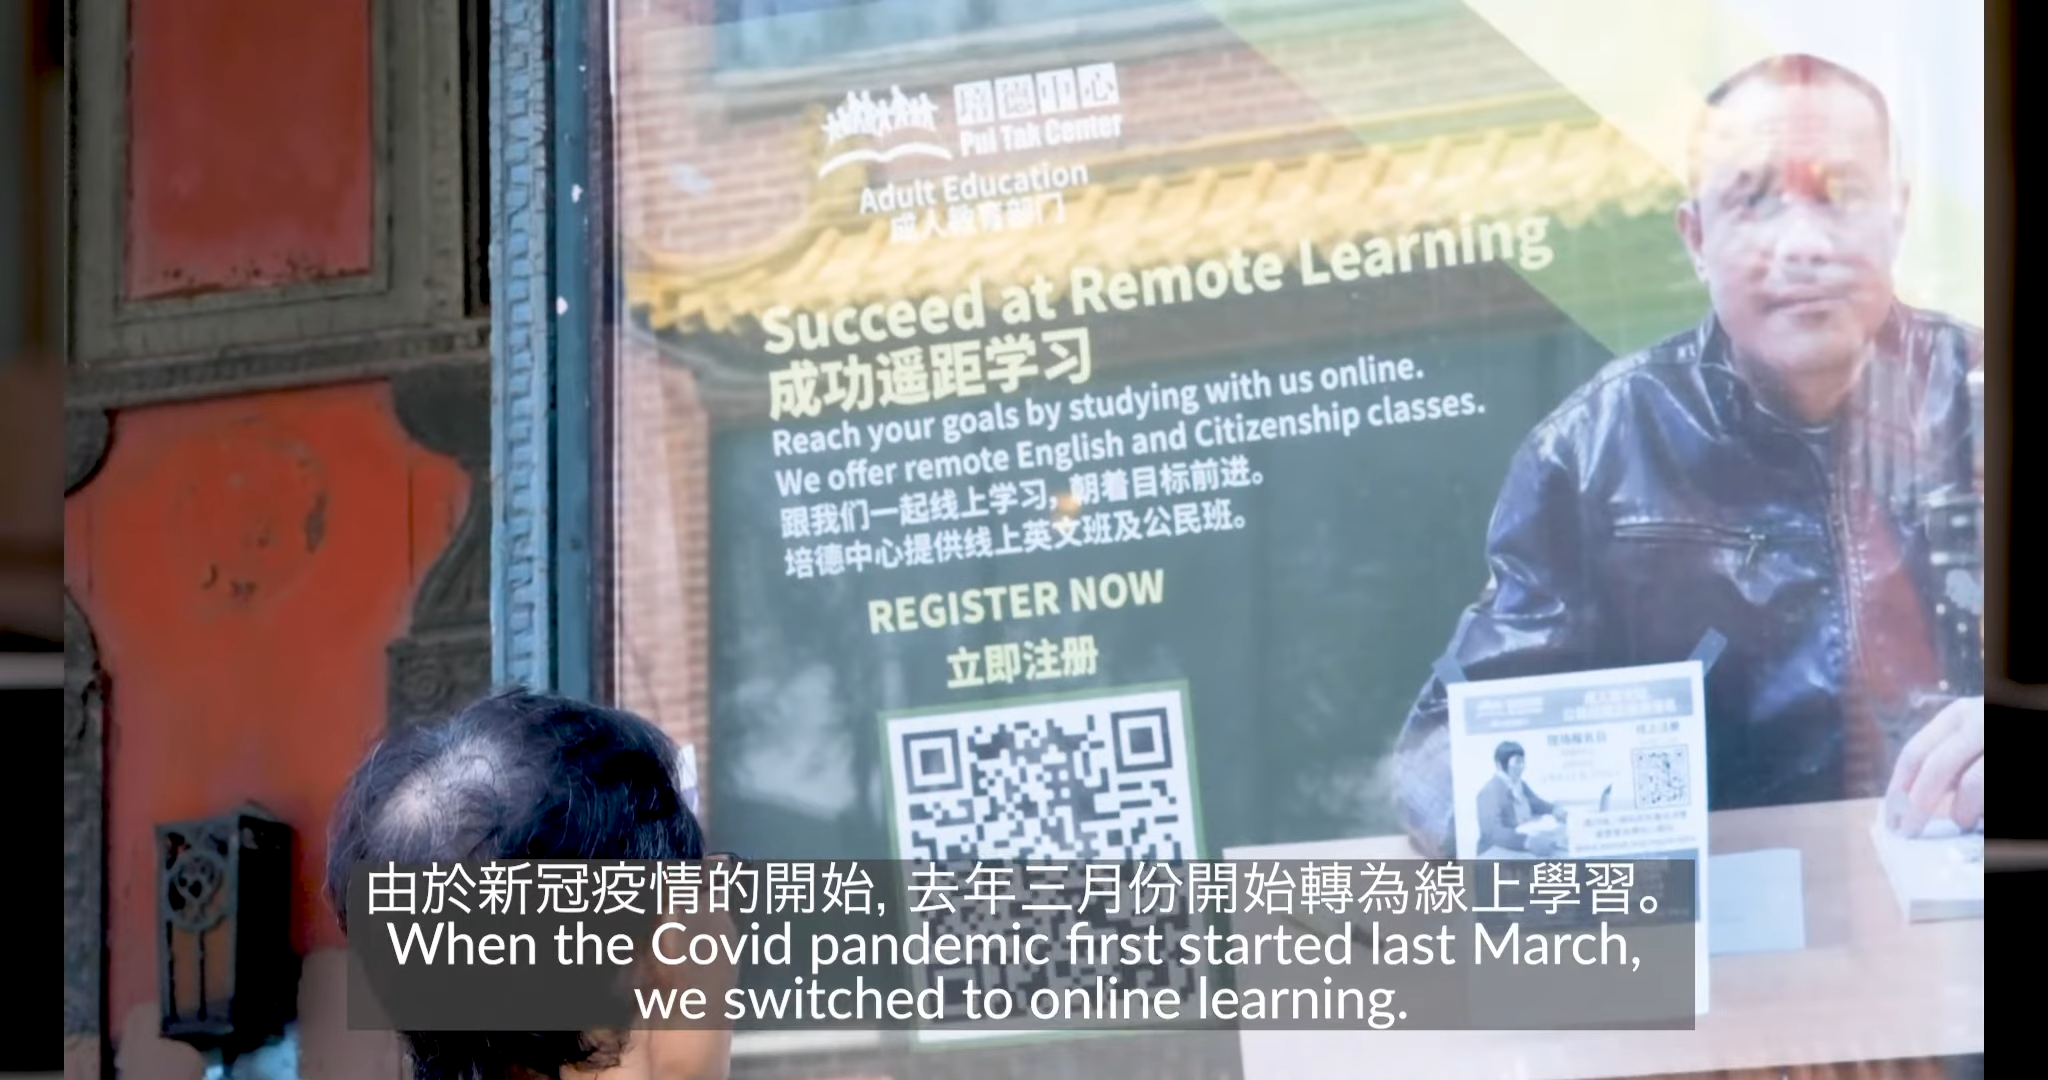 培德中心
Pui Tak Center
Adult Education
成人教育部门
Succeed at Remote Learning
成功遥距学习
Reach your goals by studying with us online.
We offer remote English and Citizenship classes.
跟我们一起线上学习，朝着目标前进。
培德中心提供线上英文班及公民班。
REGISTER NOW
立即注册
由於新冠疫情的開始, 去年三月份開始轉為線上學習。
When the Covid pandemic first started last March,
we switched to online learning.